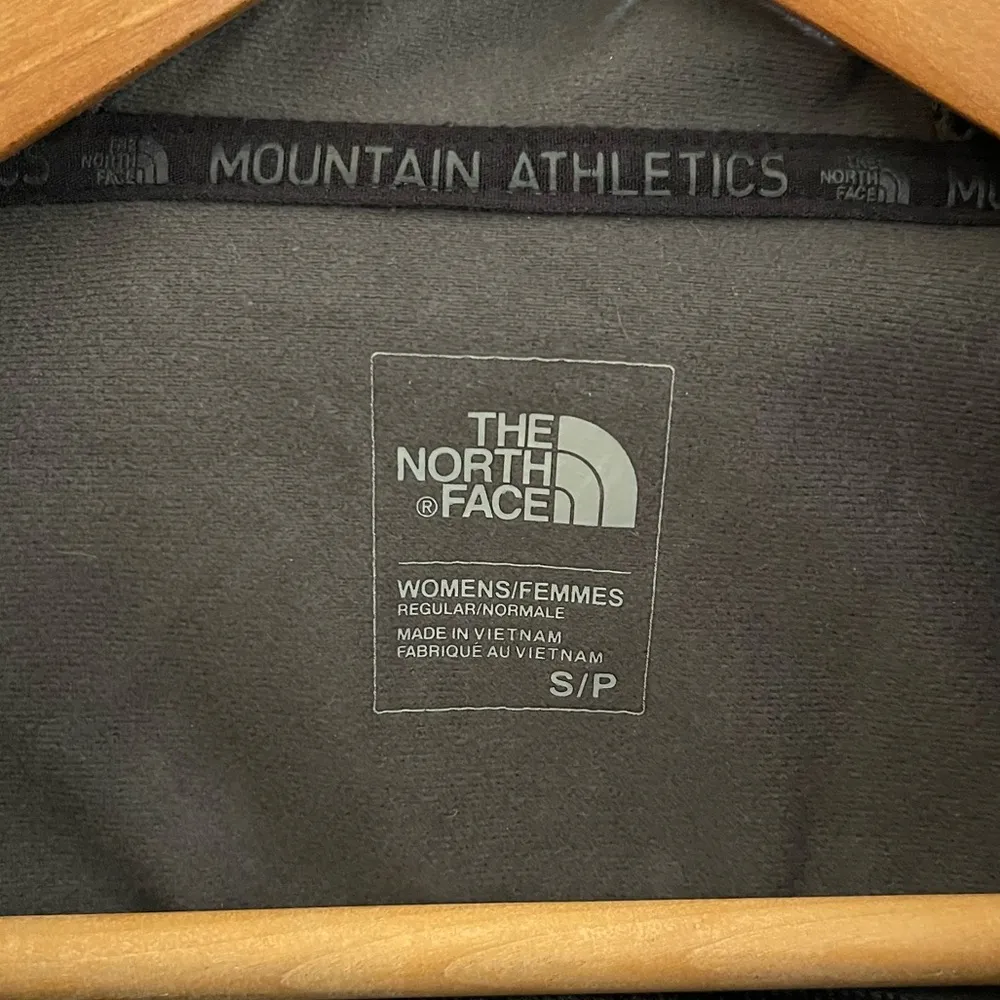 CS THE NORTH FACE MOUNTAIN ATHLETICS THE NORTH FACE M
THE
NORTH
®FACE
WOMENS/FEMMES
REGULAR/NORMALE
MADE IN VIETNAM
FABRIQUÉ AU VIETNAM
S/P